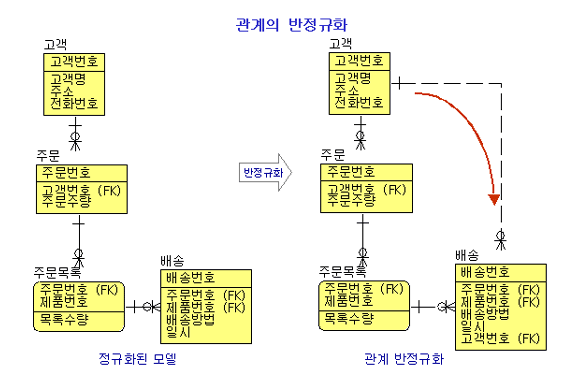 관계의 반정규화
고객
고객번호
고객명
주소
전화번호
주문
주문번호
고객번호 (FK)
주문주량
주문목록
주문번호 (FK)
제품번호
목록수량
배송
배송번호
주문번호 (FK)
제품번호 (FK)
배송방법
일시
정규화된 모델
반정규화
고객
고객번호
고객명
주소
전화번호
주문
주문번호
고객번호 (FK)
주문주량
주문목록
주문번호 (FK)
제품번호
목록수량
배송
배송번호
주문번호 (FK)
제품번호 (FK)
배송방법
일시
고객번호 (FK)
관계 반정규화